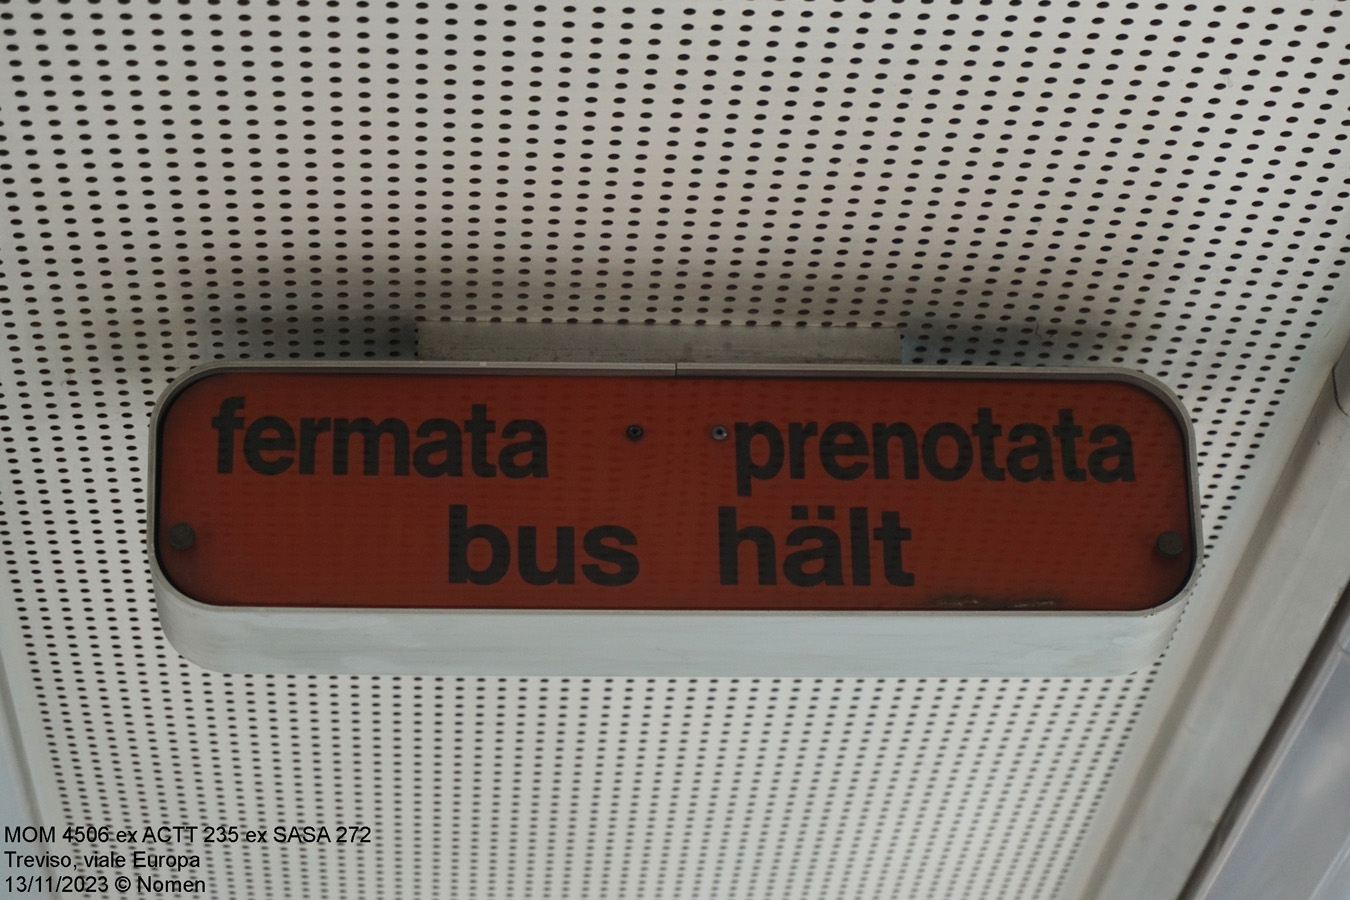 fermata prenotata
bus hält
MOM 4506 ex ACTT 235 ex SASA 272
Treviso, viale Europa
13/11/2023 © Nomen